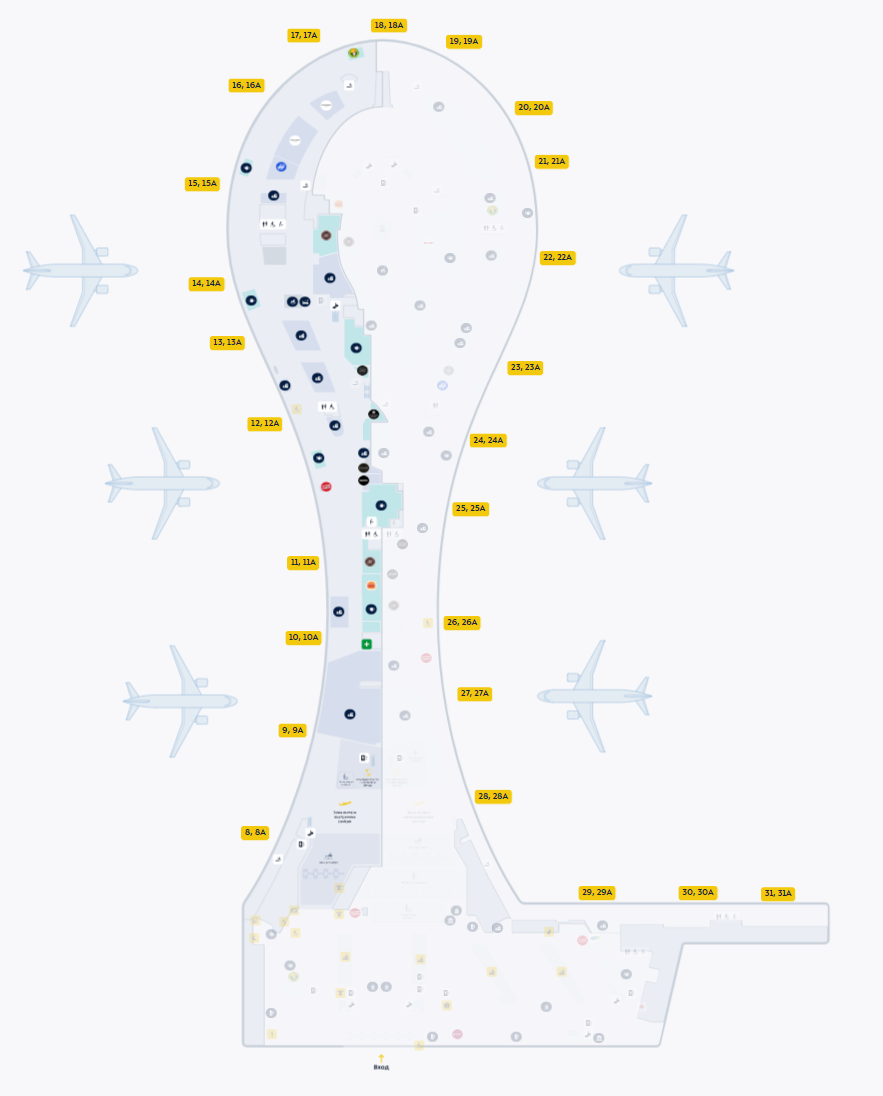 18, 18A
17, 17A
19, 19A
16, 16A
20, 20A
21, 21A
15, 15A
22, 22A
14, 14A
13, 13A
23, 23A
12, 12A
24, 24A
25, 25A
11, 11A
26, 26A
10, 10A
27, 27A
9, 9A
28, 28A
8, 8A
29, 29A
30, 30A
31, 31A
Вход